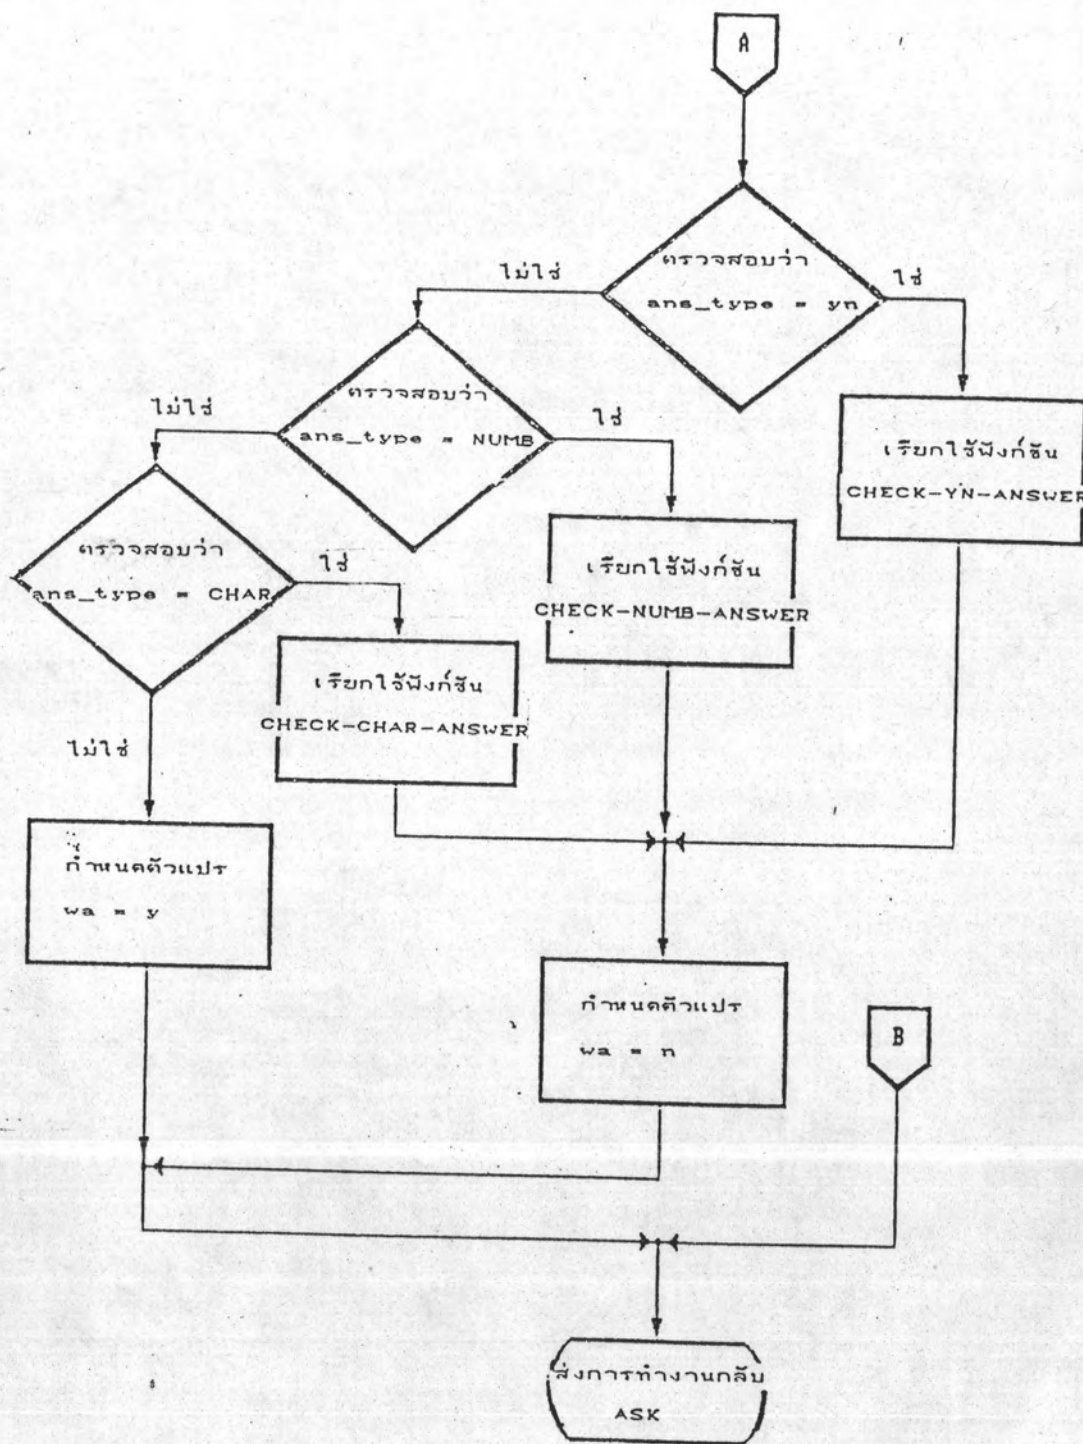 A
ตรวจสอบว่า
ans_type = yn
ไม่ใช่
ใช่
ตรวจสอบว่า
ans_type = NUMB
ไม่ใช่
ใช่
เรียกใช้ฟังก์ชัน
CHECK-YN-ANSWER
ตรวจสอบว่า
ans_type = CHAR
ใช่
เรียกใช้ฟังก์ชัน
CHECK-NUMB-ANSWER
เรียกใช้ฟังก์ชัน
CHECK-CHAR-ANSWER
ไม่ใช่
กำหนดตัวแปร
wa = y
กำหนดตัวแปร
wa = n
B
ส่งการทำงานกลับ
ASK